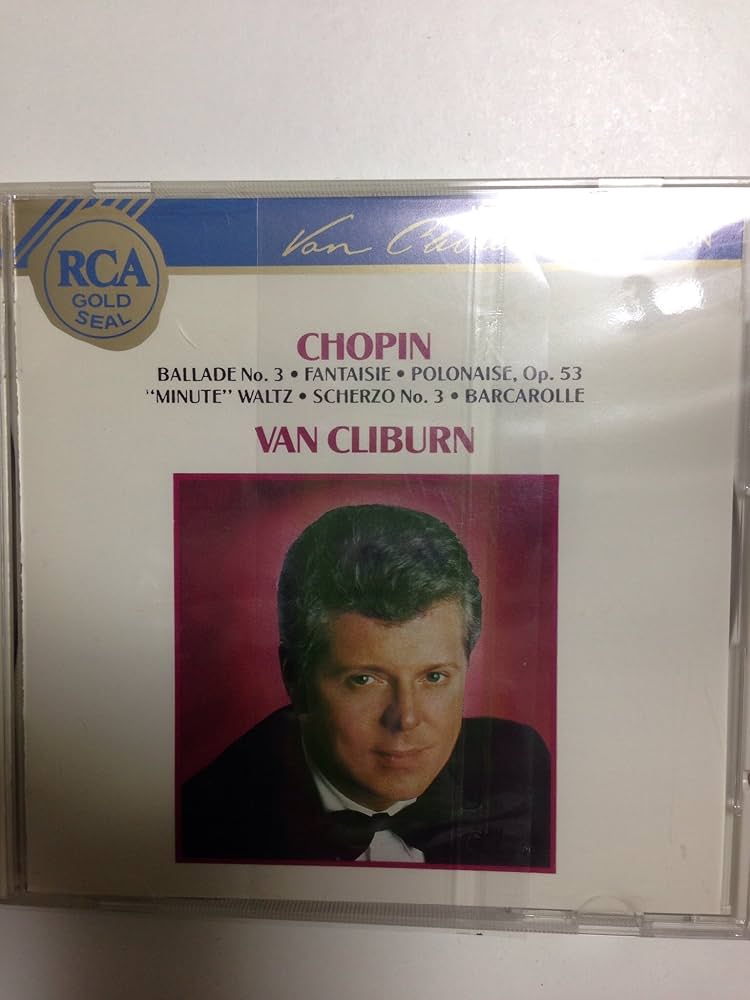 RCA
GOLD
SEAL
Van
CHOPIN
BALLADE No. 3 • FANTAISIE • POLONAISE, Op. 53
"MINUTE" WALTZ • SCHERZO No. 3 • BARCAROLLE
VAN CLIBURN